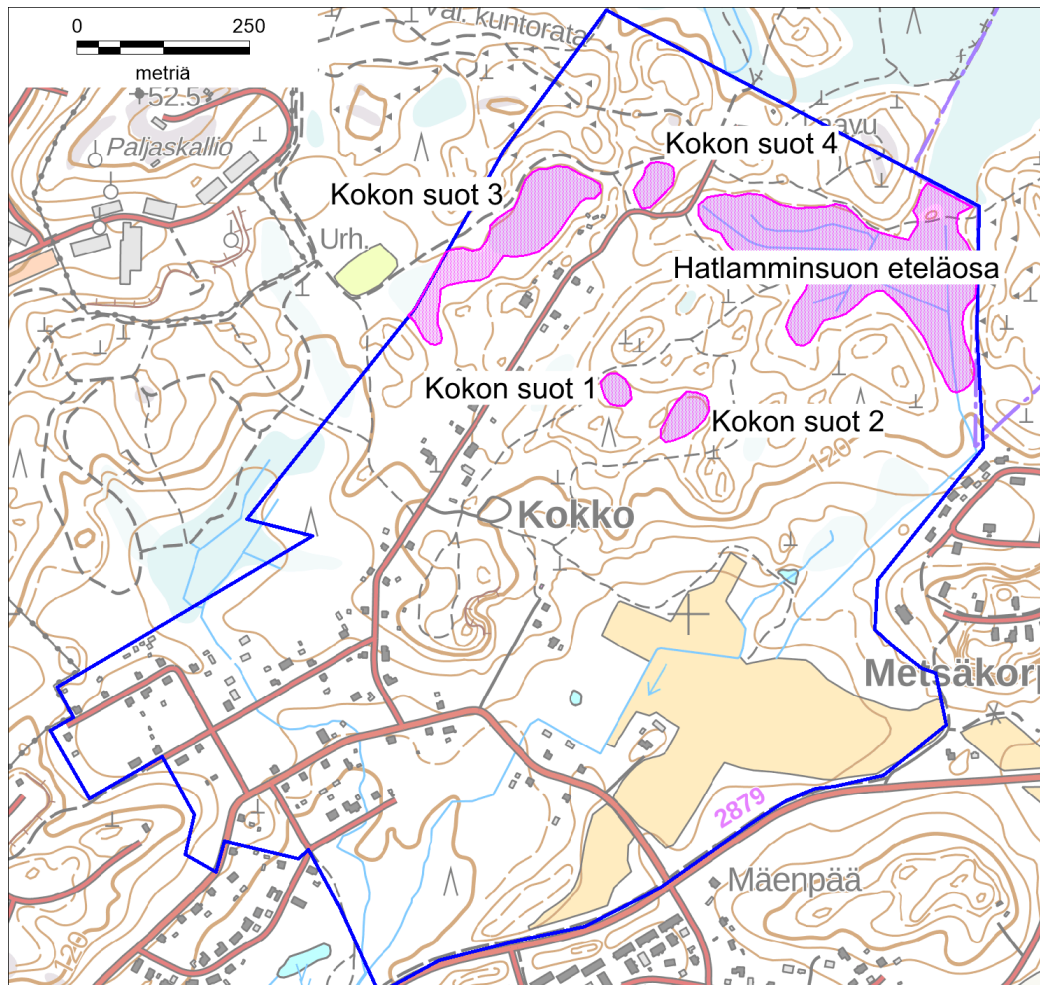 0 250
metriä
Val. kuntorata
52.5
Paljaskallio
Kokon suot 4
Kokon suot 3
Urh.
Hatlamminsuon eteläosa
Kokon suot 1
Kokon suot 2
120
Kokko
Metsäkorp
2879
Mäenpää
120